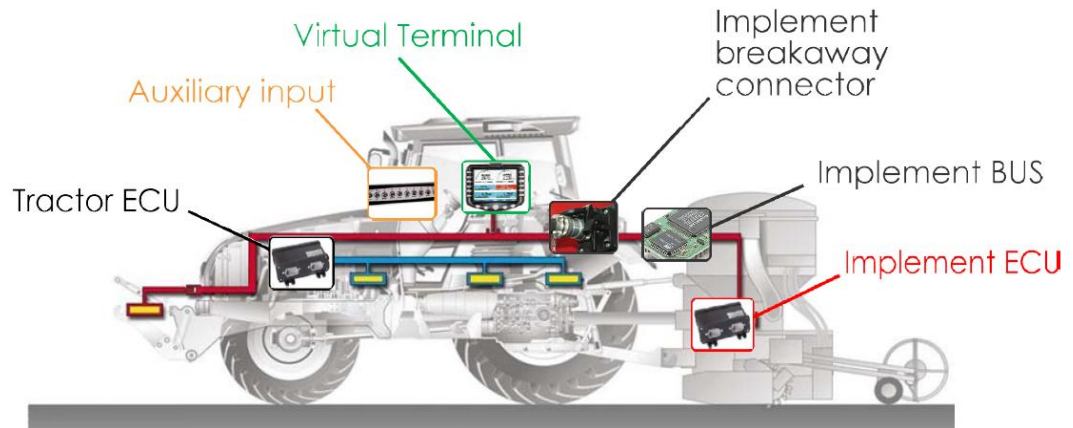 Virtual Terminal
Implement
breakaway
connector
Auxiliary input
Implement BUS
Tractor ECU
Implement ECU